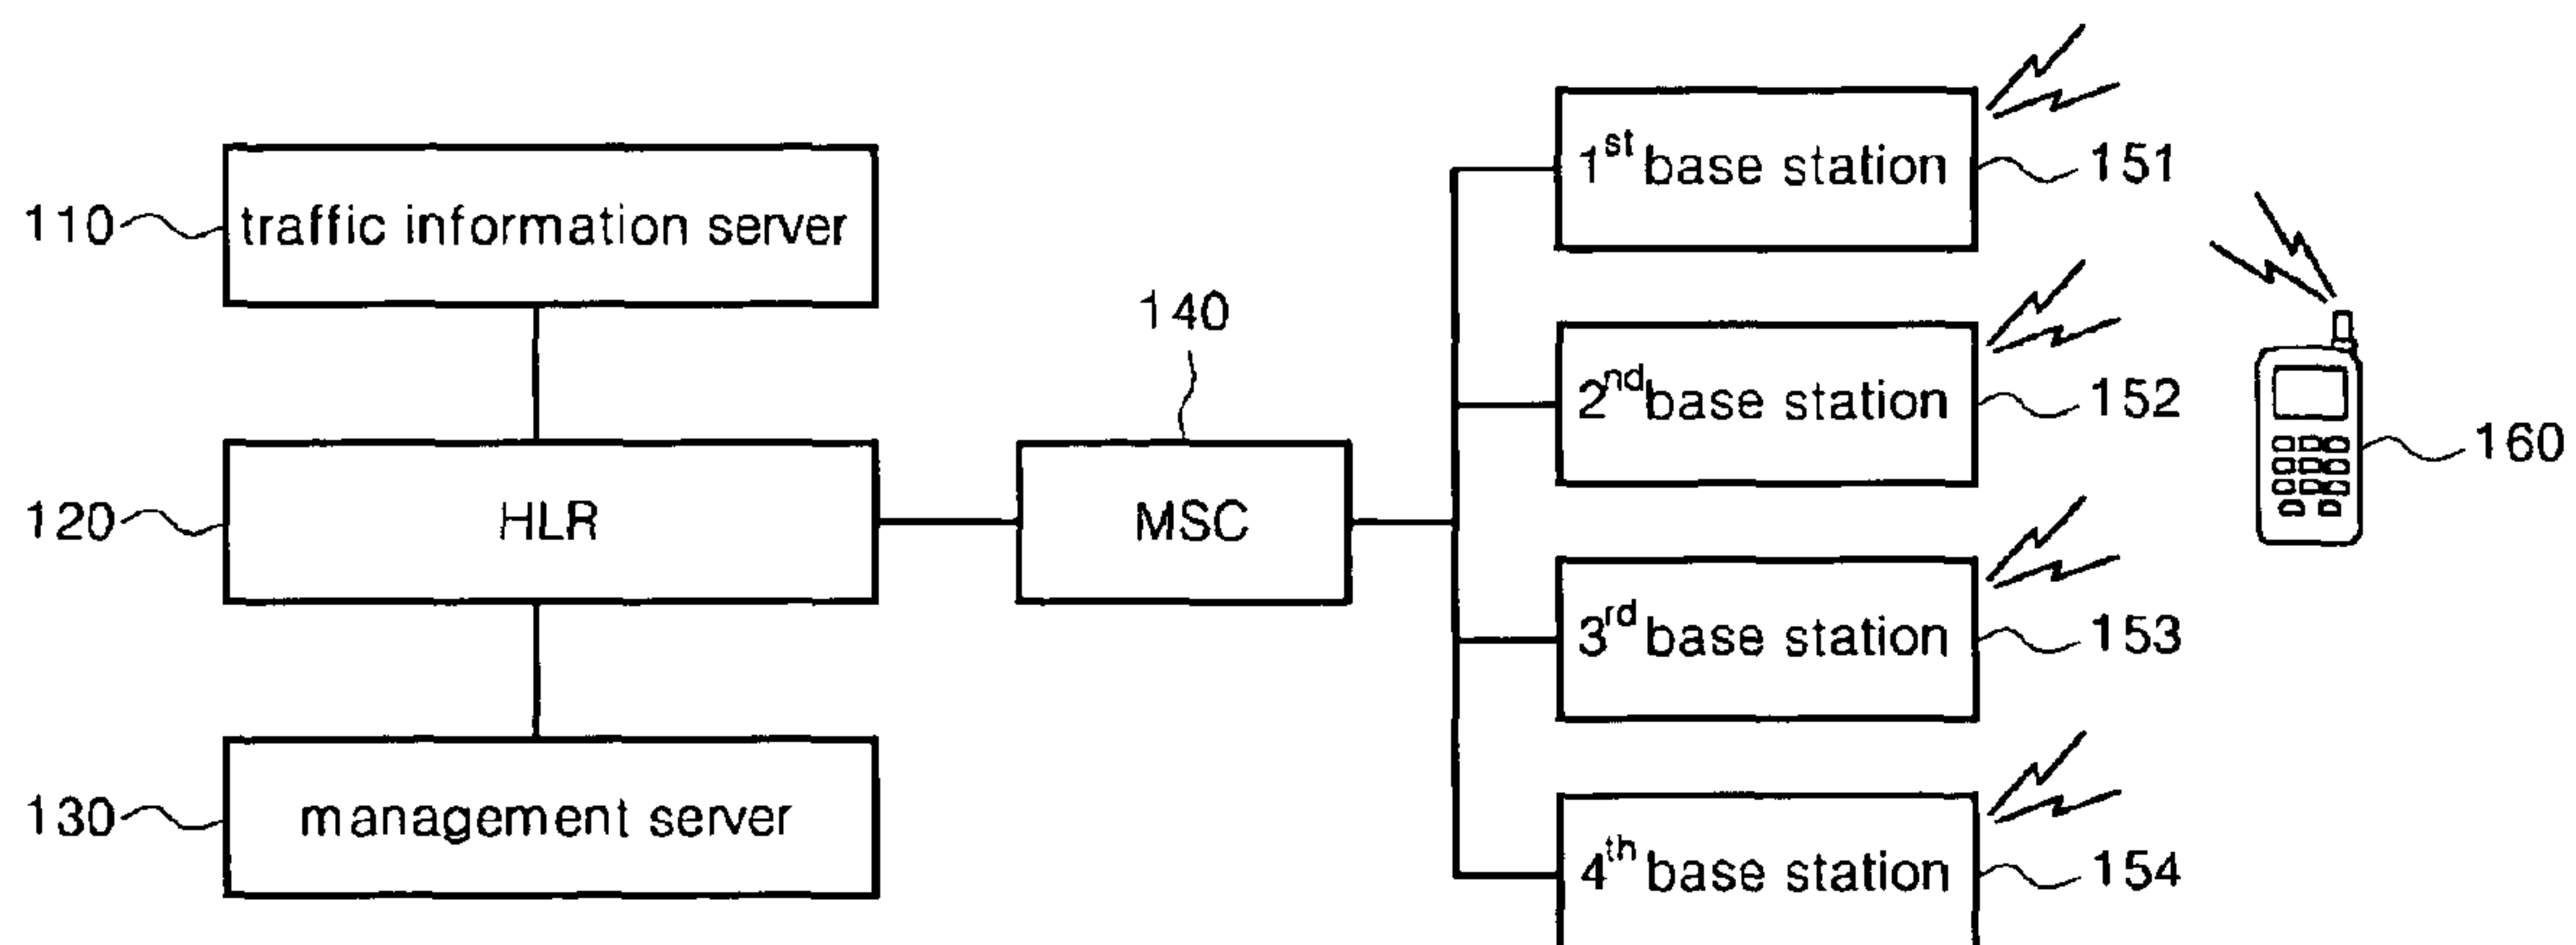 1st base station
151
110
traffic information server
140
2nd base station
152
160
120
HLR
MSC
3rd base station
153
130
management server
4th base station
154